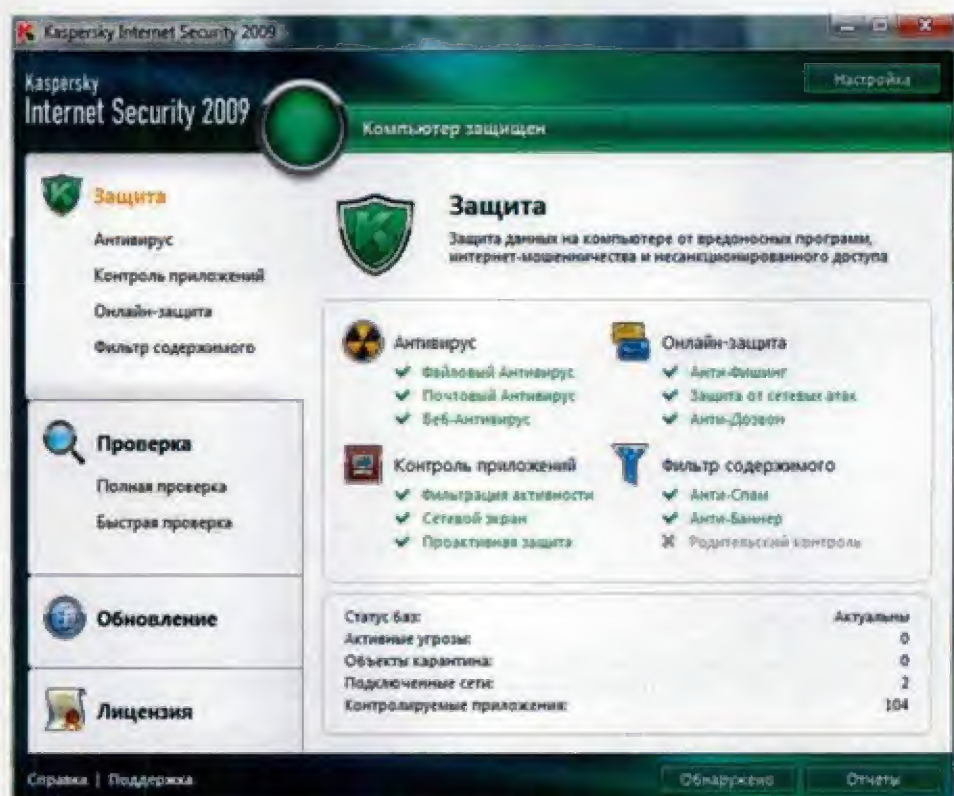 Kaspersky Internet Security 2009
Настройка
Kaspersky
Internet Security 2009
Компьютер защищен
Защита
Антивирус
Контроль приложений
Онлайн-защита
Фильтр содержимого
Проверка
Полная проверка
Быстрая проверка
Обновление
Лицензия
Защита
Защита данных на компьютере от вредоносных программ,
интернет-мошенничества и несанкционированного доступа
Антивирус
Файловый Антивирус
Почтовый Антивирус
Веб-Антивирус
Онлайн-защита
Анти-Фишинг
Защита от сетевых атак
Анти-Дозвон
Контроль приложений
Фильтрация активности
Сетевой экран
Проактивная защита
Фильтр содержимого
Анти-Спам
Анти-Баннер
Родительский контроль
Статус баз: Актуальны
Активные угрозы: 0
Объекты карантина: 0
Подключенные сети: 2
Контролируемые приложения: 104
Справка | Поддержка
Обнаружено
Отчеты